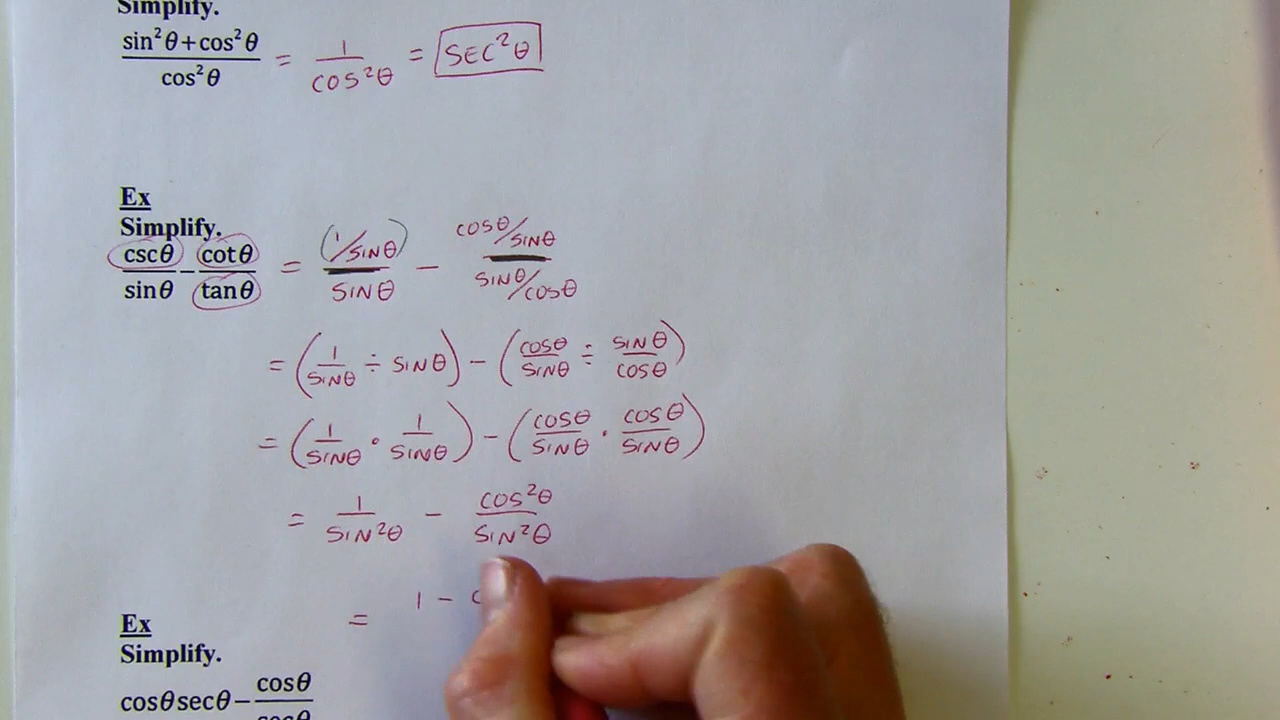 Simplify.
(sin²θ+cos²θ)/(cos²θ) = 1/(COS²θ) = SEC²θ
Ex
Simplify.
cscθ/sinθ − cotθ/tanθ = (1/SINθ)/SINθ − (COSθ/SINθ)/(SINθ/COSθ)
= (1/SINθ ÷ SINθ) − (COSθ/SINθ ÷ SINθ/COSθ)
= (1/SINθ · 1/SINθ) − (COSθ/SINθ · COSθ/SINθ)
= 1/SIN²θ − COS²θ/SIN²θ
= 1 −
Ex
Simplify.
cosθ secθ − cosθ/secθ